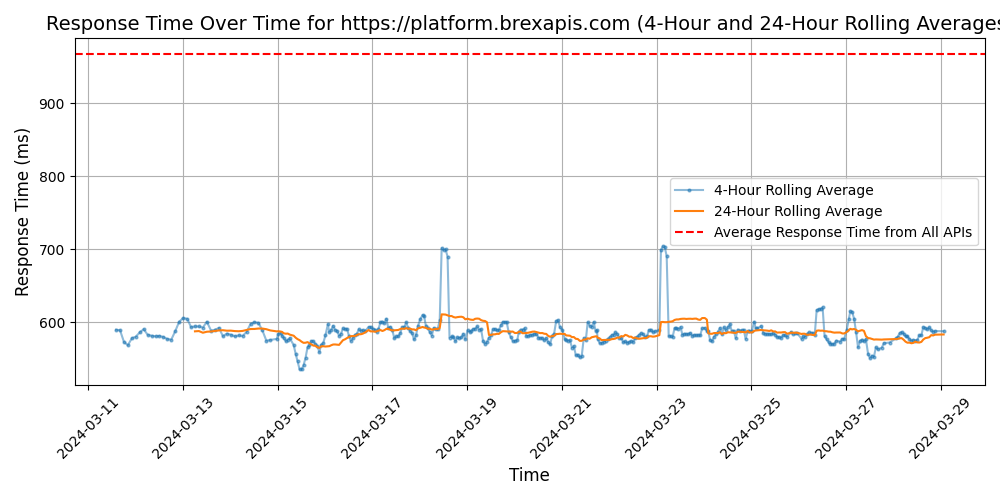 Response Time Over Time for https://platform.brexapis.com (4-Hour and 24-Hour Rolling Averages
Response Time (ms)
900
800
700
600
4-Hour Rolling Average
24-Hour Rolling Average
Average Response Time from All APIs
2024-03-11
2024-03-13
2024-03-15
2024-03-17
2024-03-19
2024-03-21
2024-03-23
2024-03-25
2024-03-27
2024-03-29
Time